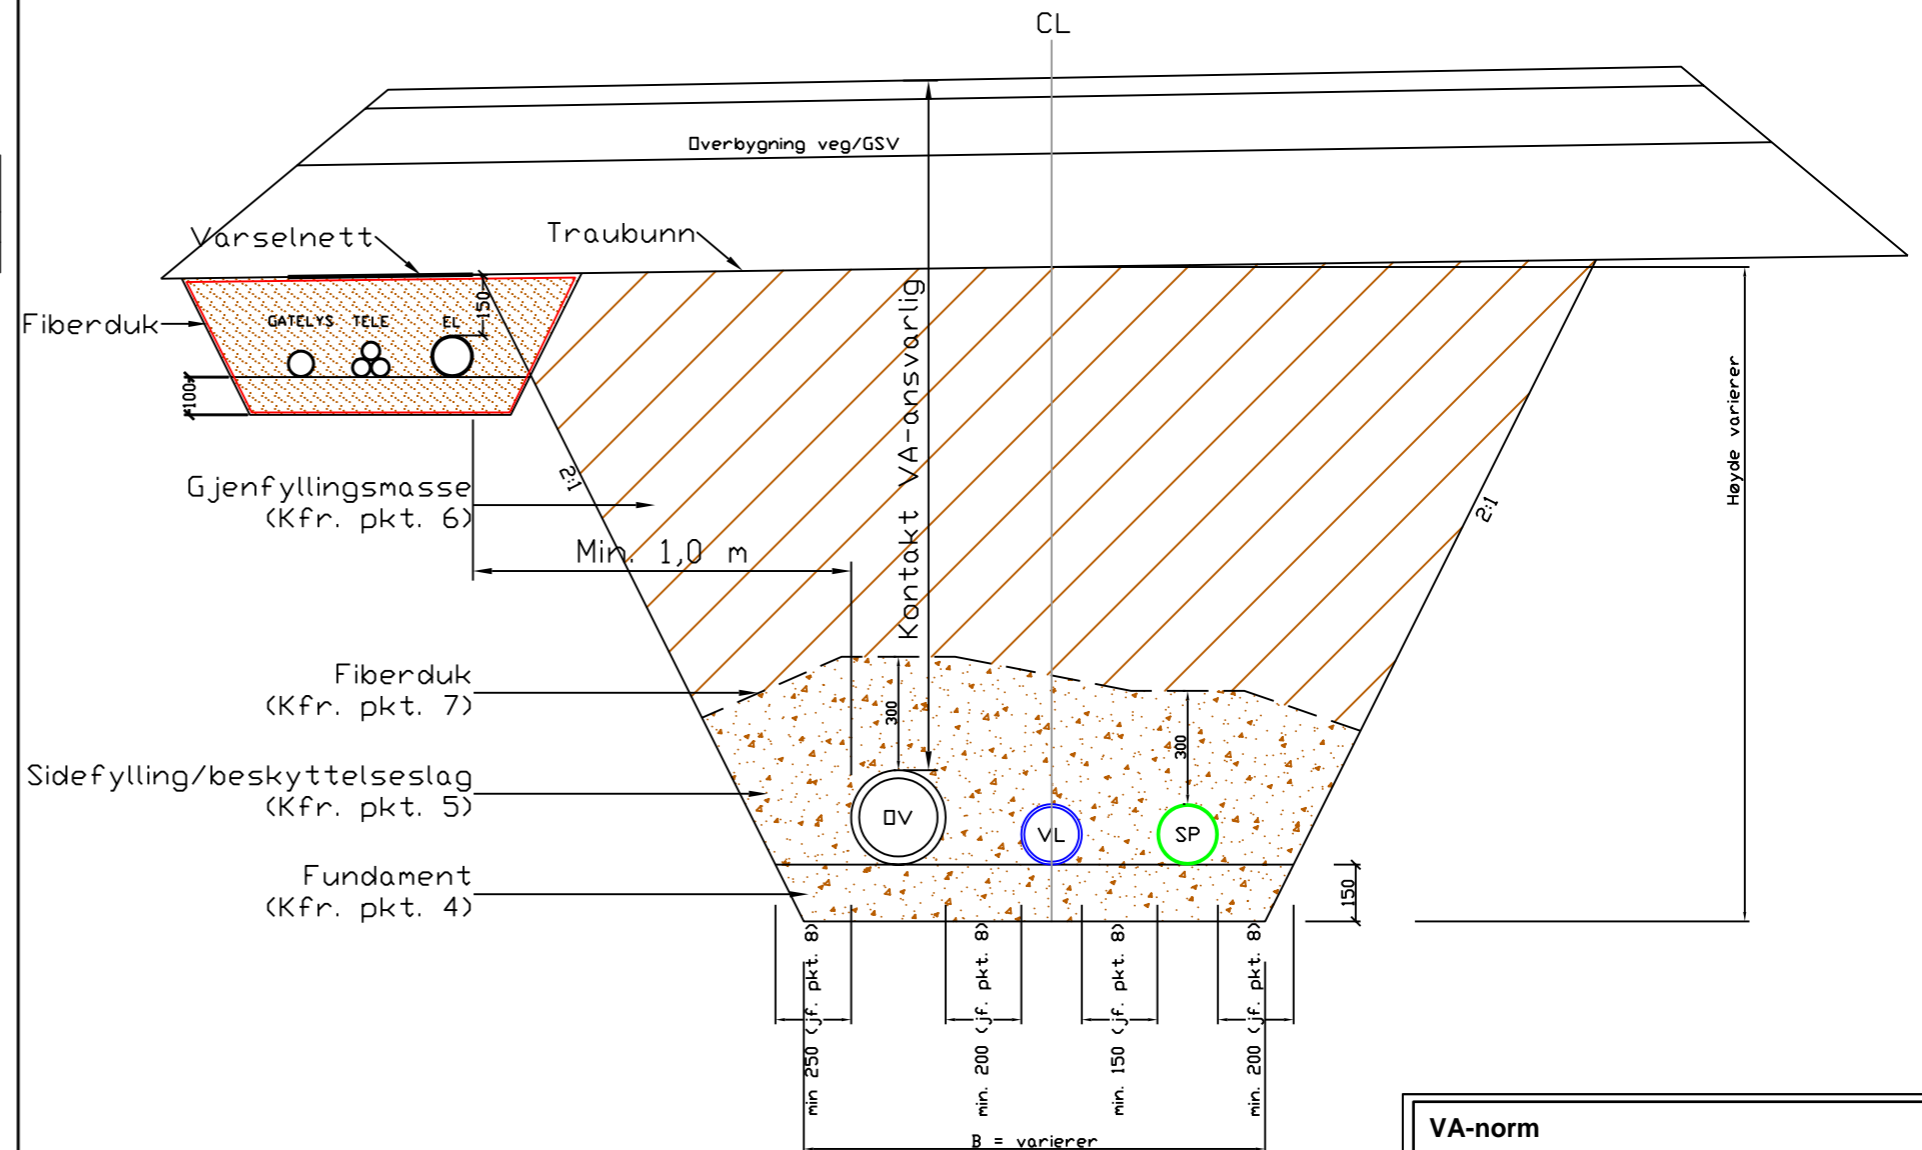 CL
Overbygning veg/GSV
Varselnett
Traubunn
Fiberduk
GATELYS TELE EL
150
100
Kontakt VA-ansvarlig
Høyde varierer
2:1
2:1
Gjenfyllingsmasse
(Kfr. pkt. 6)
Min. 1,0 m
Fiberduk
(Kfr. pkt. 7)
300
300
Sidefylling/beskyttelseslag
(Kfr. pkt. 5)
OV
VL
SP
Fundament
(Kfr. pkt. 4)
150
min 250 (jf. pkt. 8)
min. 200 (jf. pkt. 8)
min. 150 (jf. pkt. 8)
min. 200 (jf. pkt. 8)
B = varierer
VA-norm